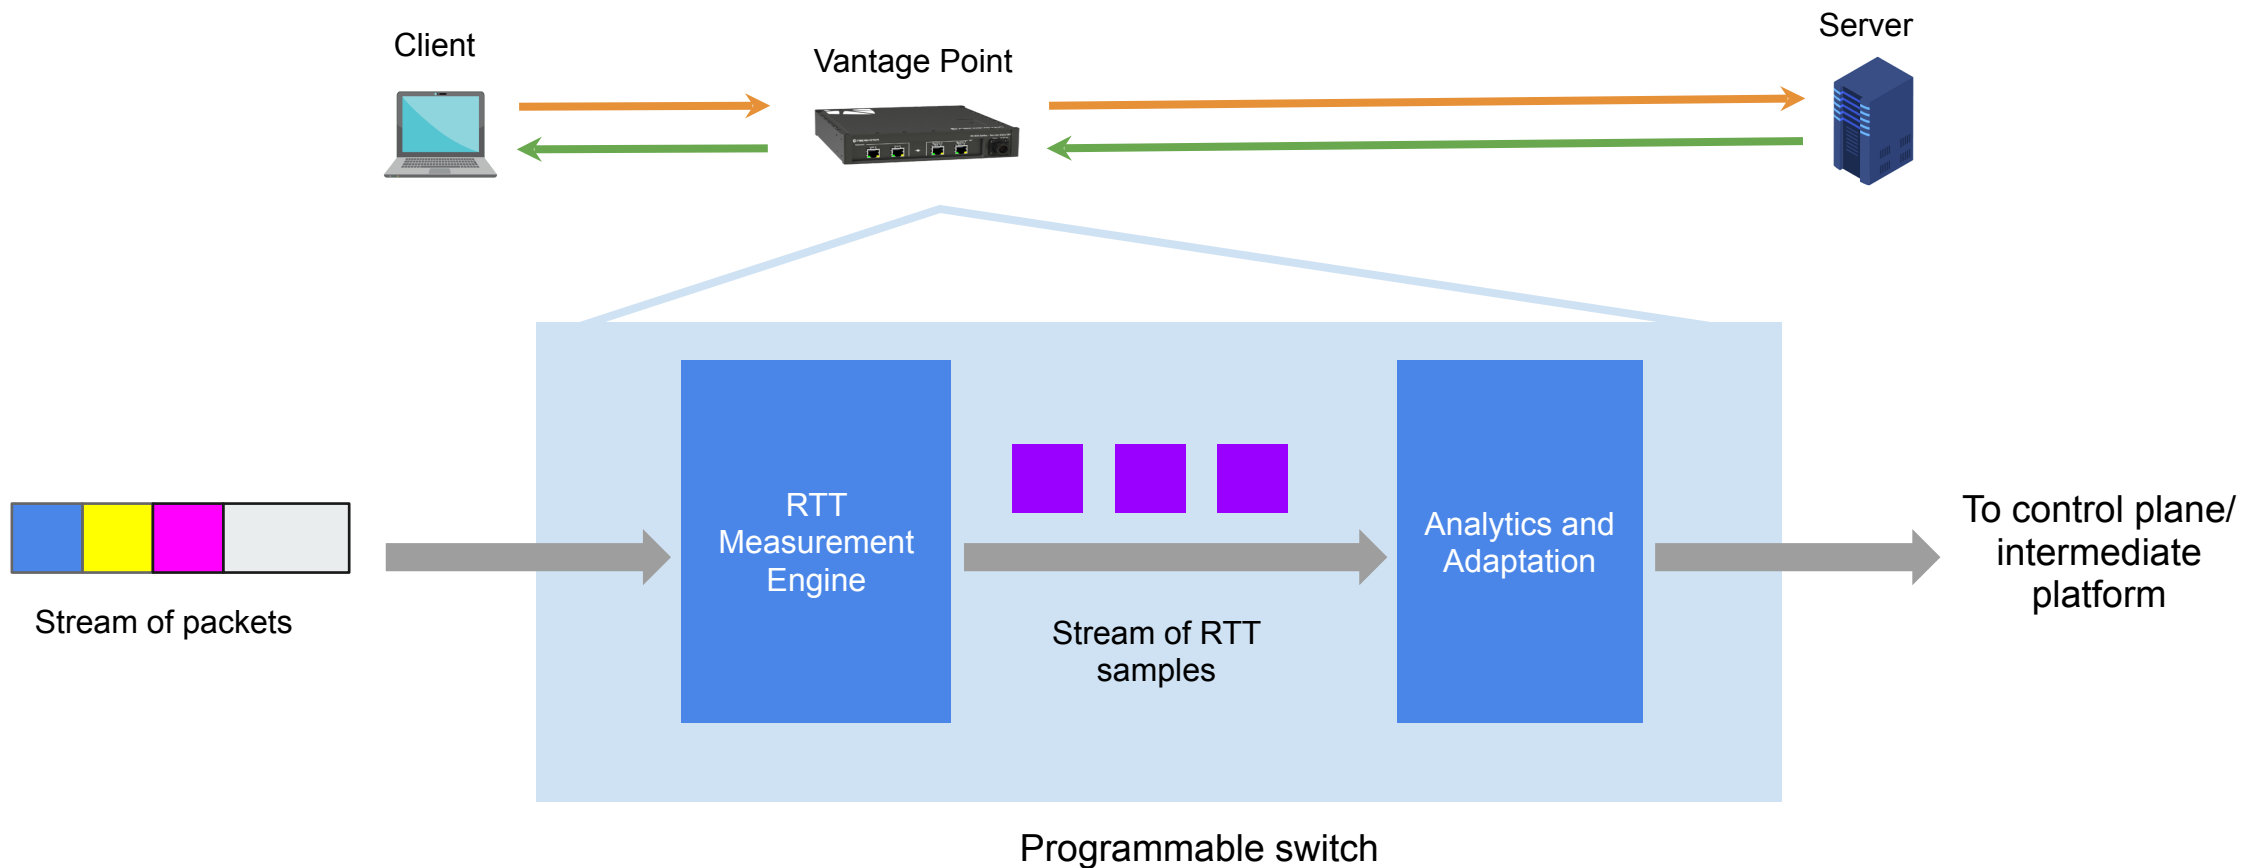 Client
Vantage Point
Server
RTT
Measurement
Engine
Analytics and
Adaptation
To control plane/
intermediate
platform
Stream of packets
Stream of RTT
samples
Programmable switch